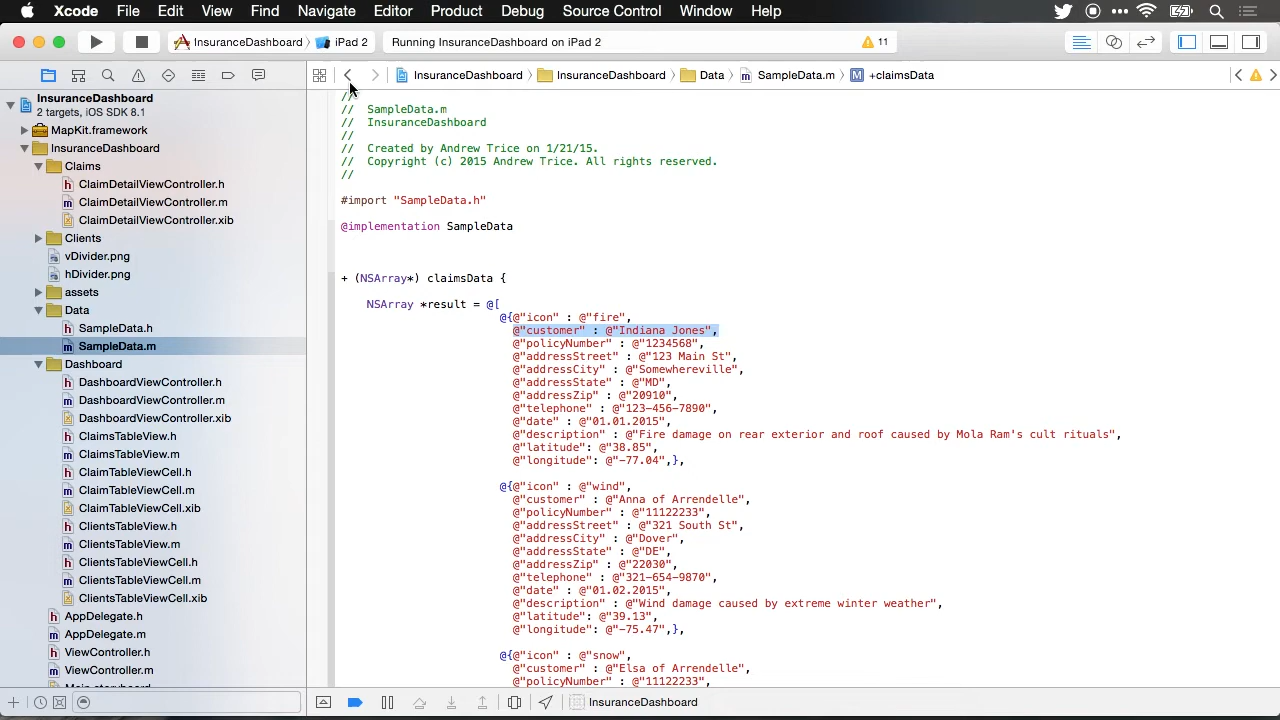 Xcode File Edit View Find Navigate Editor Product Debug Source Control Window Help
InsuranceDashboard iPad 2 Running InsuranceDashboard on iPad 2 11
InsuranceDashboard InsuranceDashboard Data SampleData.m M +claimsData
InsuranceDashboard
2 targets, iOS SDK 8.1
MapKit.framework
InsuranceDashboard
Claims
h ClaimDetailViewController.h
m ClaimDetailViewController.m
ClaimDetailViewController.xib
Clients
vDivider.png
hDivider.png
assets
Data
h SampleData.h
m SampleData.m
Dashboard
h DashboardViewController.h
m DashboardViewController.m
DashboardViewController.xib
h ClaimsTableView.h
m ClaimsTableView.m
h ClaimTableViewCell.h
m ClaimTableViewCell.m
ClaimTableViewCell.xib
h ClientsTableView.h
m ClientsTableView.m
h ClientsTableViewCell.h
m ClientsTableViewCell.m
ClientsTableViewCell.xib
h AppDelegate.h
m AppDelegate.m
h ViewController.h
m ViewController.m
Main.storyboard
//
// SampleData.m
// InsuranceDashboard
//
// Created by Andrew Trice on 1/21/15.
// Copyright (c) 2015 Andrew Trice. All rights reserved.
//
#import "SampleData.h"
@implementation SampleData
+ (NSArray*) claimsData {
NSArray *result = @[
@{@"icon" : @"fire",
@"customer" : @"Indiana Jones",
@"policyNumber" : @"1234568",
@"addressStreet" : @"123 Main St",
@"addressCity" : @"Somewhereville",
@"addressState" : @"MD",
@"addressZip" : @"20910",
@"telephone" : @"123-456-7890",
@"date" : @"01.01.2015",
@"description" : @"Fire damage on rear exterior and roof caused by Mola Ram's cult rituals",
@"latitude": @"38.85",
@"longitude": @"-77.04",},
@{@"icon" : @"wind",
@"customer" : @"Anna of Arrendelle",
@"policyNumber" : @"11122233",
@"addressStreet" : @"321 South St",
@"addressCity" : @"Dover",
@"addressState" : @"DE",
@"addressZip" : @"22030",
@"telephone" : @"321-654-9870",
@"date" : @"01.02.2015",
@"description" : @"Wind damage caused by extreme winter weather",
@"latitude": @"39.13",
@"longitude": @"-75.47",},
@{@"icon" : @"snow",
@"customer" : @"Elsa of Arrendelle",
@"policyNumber" : @"11122233",
InsuranceDashboard